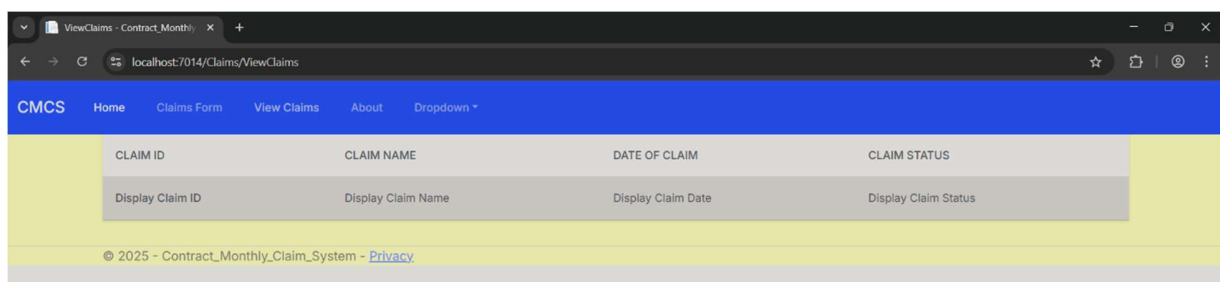 ViewClaims - Contract_Monthly
localhost:7014/Claims/ViewClaims
CMCS Home Claims Form View Claims About Dropdown
CLAIM ID CLAIM NAME DATE OF CLAIM CLAIM STATUS
Display Claim ID Display Claim Name Display Claim Date Display Claim Status
© 2025 - Contract_Monthly_Claim_System - Privacy